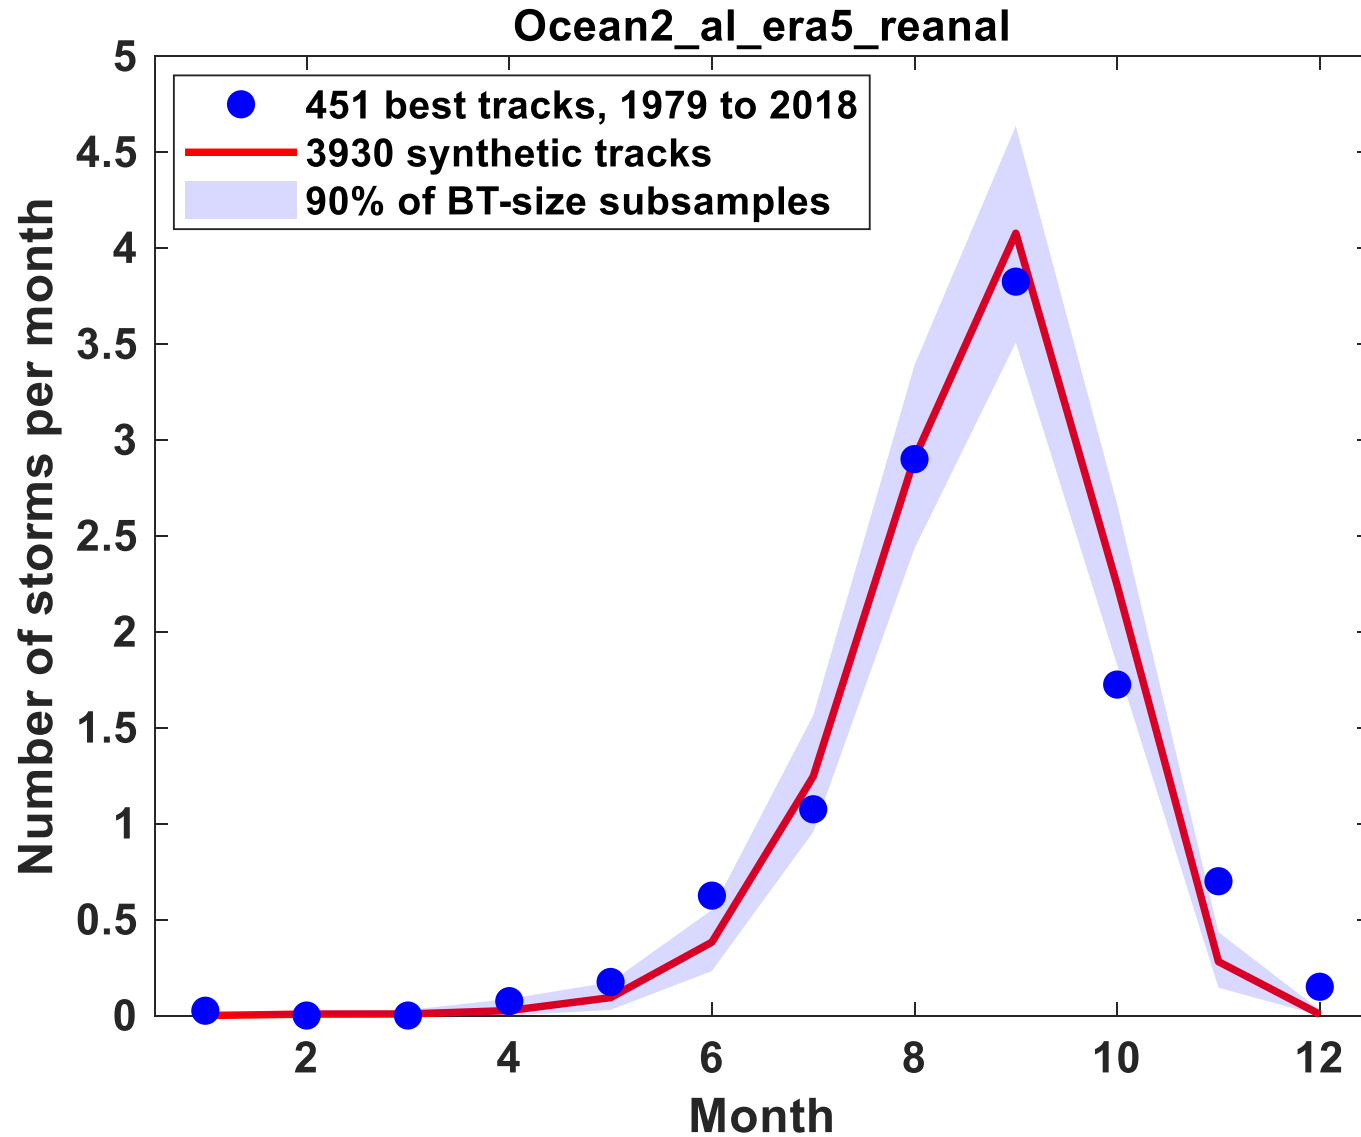 Ocean2_al_era5_reanal
451 best tracks, 1979 to 2018
3930 synthetic tracks
90% of BT-size subsamples
Number of storms per month
5
4.5
4
3.5
3
2.5
2
1.5
1
0.5
0
2 4 6 8 10 12
Month